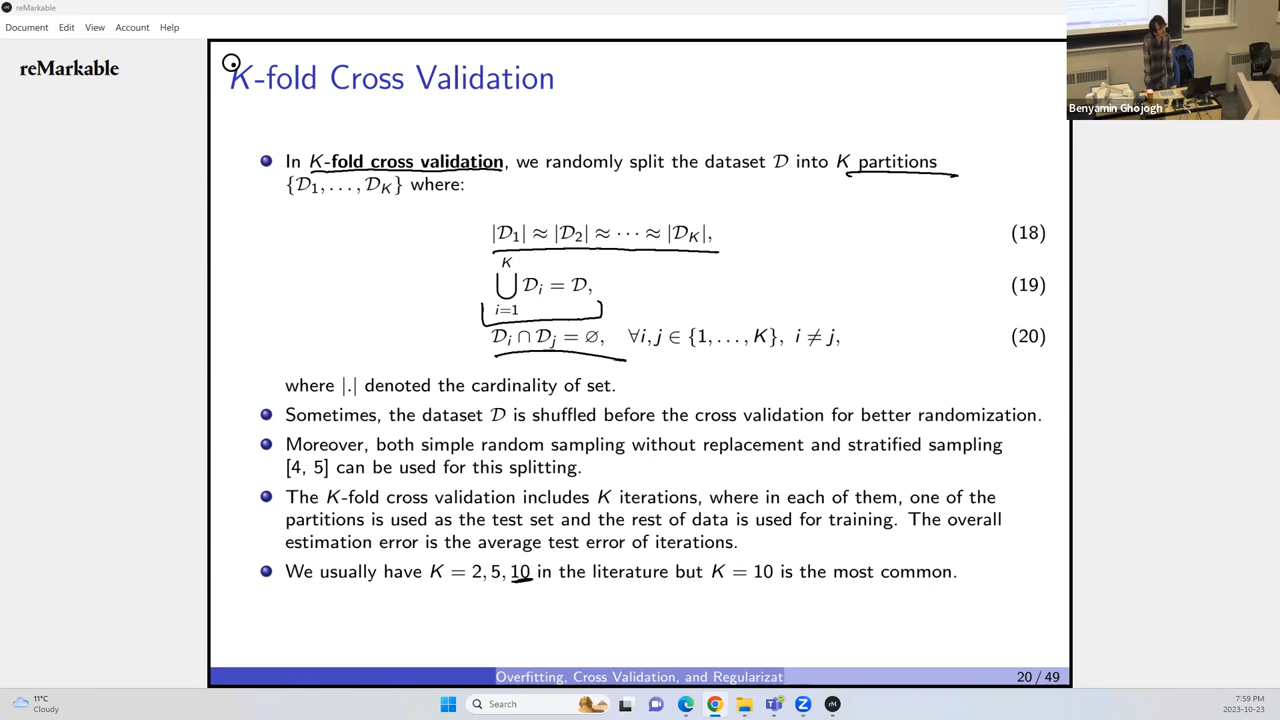 reMarkable
Document Edit View Account Help
reMarkable
K-fold Cross Validation
In K-fold cross validation, we randomly split the dataset 𝒟 into K partitions
{𝒟₁, . . . , 𝒟_K} where:
|𝒟₁| ≈ |𝒟₂| ≈ · · · ≈ |𝒟_K|, (18)
K
⋃ 𝒟ᵢ = 𝒟, (19)
i=1
𝒟ᵢ ∩ 𝒟ⱼ = ∅, ∀i, j ∈ {1, . . . , K}, i ≠ j, (20)
where |.| denoted the cardinality of set.
Sometimes, the dataset 𝒟 is shuffled before the cross validation for better randomization.
Moreover, both simple random sampling without replacement and stratified sampling
[4, 5] can be used for this splitting.
The K-fold cross validation includes K iterations, where in each of them, one of the
partitions is used as the test set and the rest of data is used for training. The overall
estimation error is the average test error of iterations.
We usually have K = 2, 5, 10 in the literature but K = 10 is the most common.
Overfitting, Cross Validation, and Regularizat
20 / 49
Benyamin Ghojogh
11°C
Cloudy
Search
rM
7:59 PM
2023-10-23